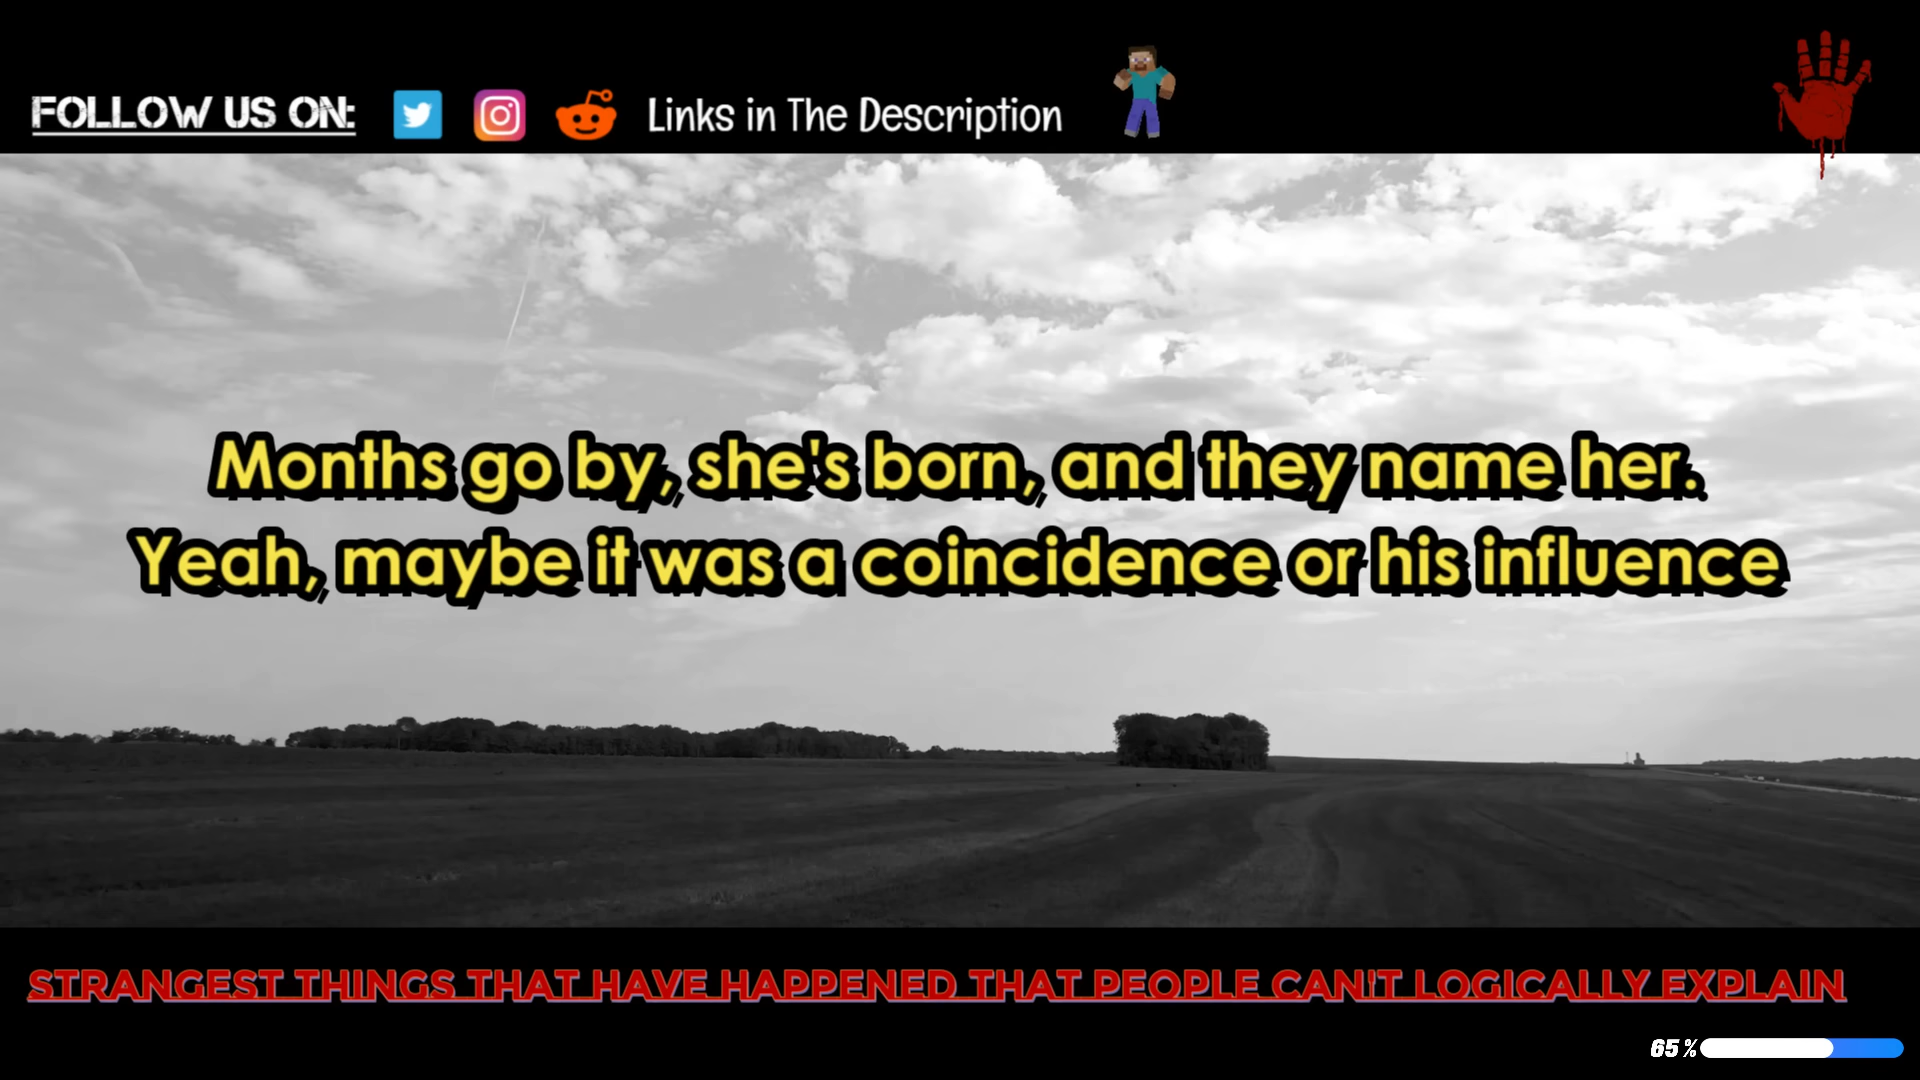 FOLLOW US ON: Links in The Description
Months go by, she's born, and they name her.
Yeah, maybe it was a coincidence or his influence
STRANGEST THINGS THAT HAVE HAPPENED THAT PEOPLE CAN'T LOGICALLY EXPLAIN
65 %